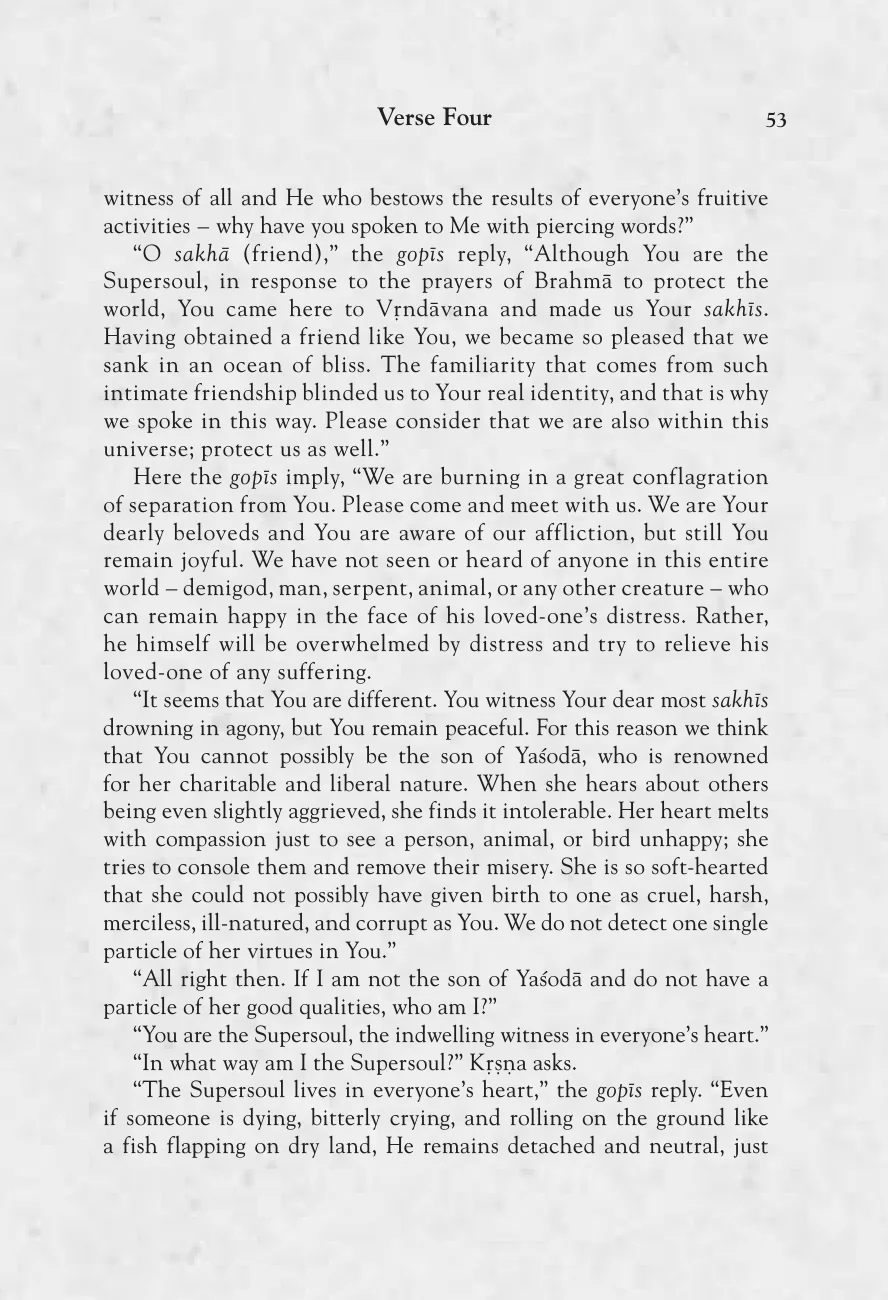 Verse Four 53
witness of all and He who bestows the results of everyone’s fruitive
activities – why have you spoken to Me with piercing words?”
“O sakhā (friend),” the gopīs reply, “Although You are the
Supersoul, in response to the prayers of Brahmā to protect the
world, You came here to Vṛndāvana and made us Your sakhīs.
Having obtained a friend like You, we became so pleased that we
sank in an ocean of bliss. The familiarity that comes from such
intimate friendship blinded us to Your real identity, and that is why
we spoke in this way. Please consider that we are also within this
universe; protect us as well.”
Here the gopīs imply, “We are burning in a great conflagration
of separation from You. Please come and meet with us. We are Your
dearly beloveds and You are aware of our affliction, but still You
remain joyful. We have not seen or heard of anyone in this entire
world – demigod, man, serpent, animal, or any other creature – who
can remain happy in the face of his loved-one’s distress. Rather,
he himself will be overwhelmed by distress and try to relieve his
loved-one of any suffering.
“It seems that You are different. You witness Your dear most sakhīs
drowning in agony, but You remain peaceful. For this reason we think
that You cannot possibly be the son of Yaśodā, who is renowned
for her charitable and liberal nature. When she hears about others
being even slightly aggrieved, she finds it intolerable. Her heart melts
with compassion just to see a person, animal, or bird unhappy; she
tries to console them and remove their misery. She is so soft-hearted
that she could not possibly have given birth to one as cruel, harsh,
merciless, ill-natured, and corrupt as You. We do not detect one single
particle of her virtues in You.”
“All right then. If I am not the son of Yaśodā and do not have a
particle of her good qualities, who am I?”
“You are the Supersoul, the indwelling witness in everyone’s heart.”
“In what way am I the Supersoul?” Kṛṣṇa asks.
“The Supersoul lives in everyone’s heart,” the gopīs reply. “Even
if someone is dying, bitterly crying, and rolling on the ground like
a fish flapping on dry land, He remains detached and neutral, just